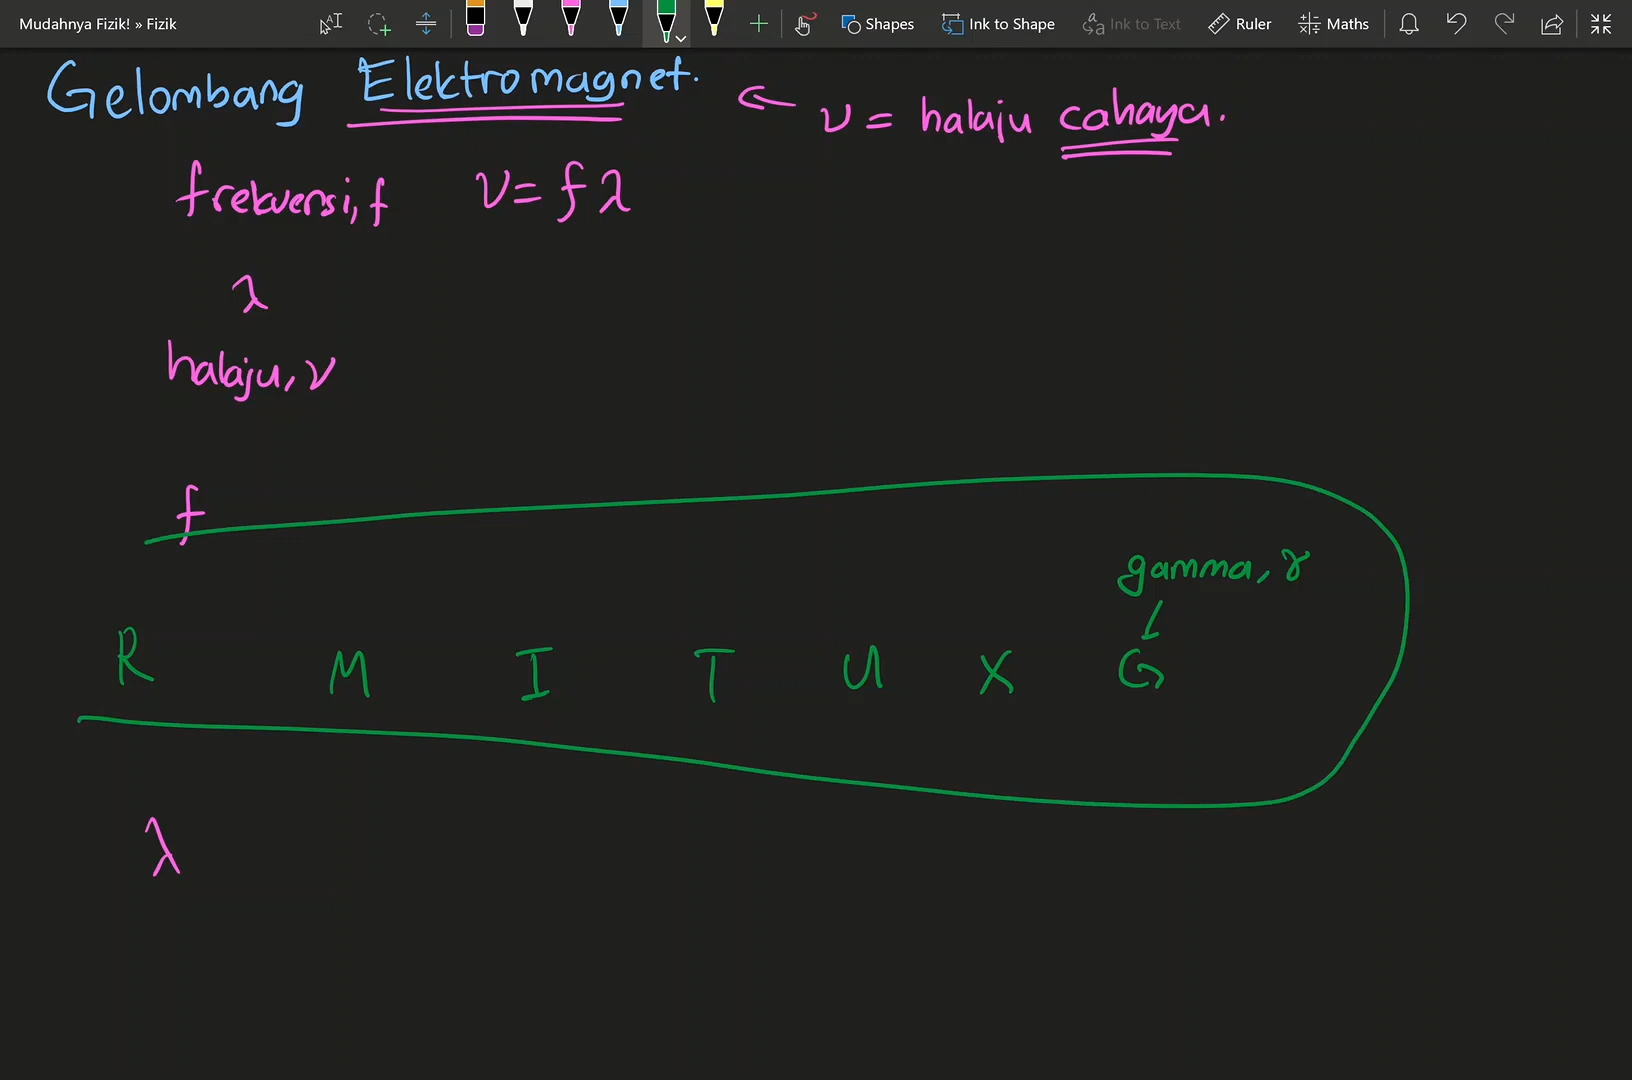 Mudahnya Fizik! » Fizik
Shapes
Ink to Shape
Ink to Text
Ruler
Maths
Gelombang Elektromagnet.
v = halaju cahaya.
frekuensi, f
v = f λ
λ
halaju, v
f
gamma, γ
R M I T U X G
λ